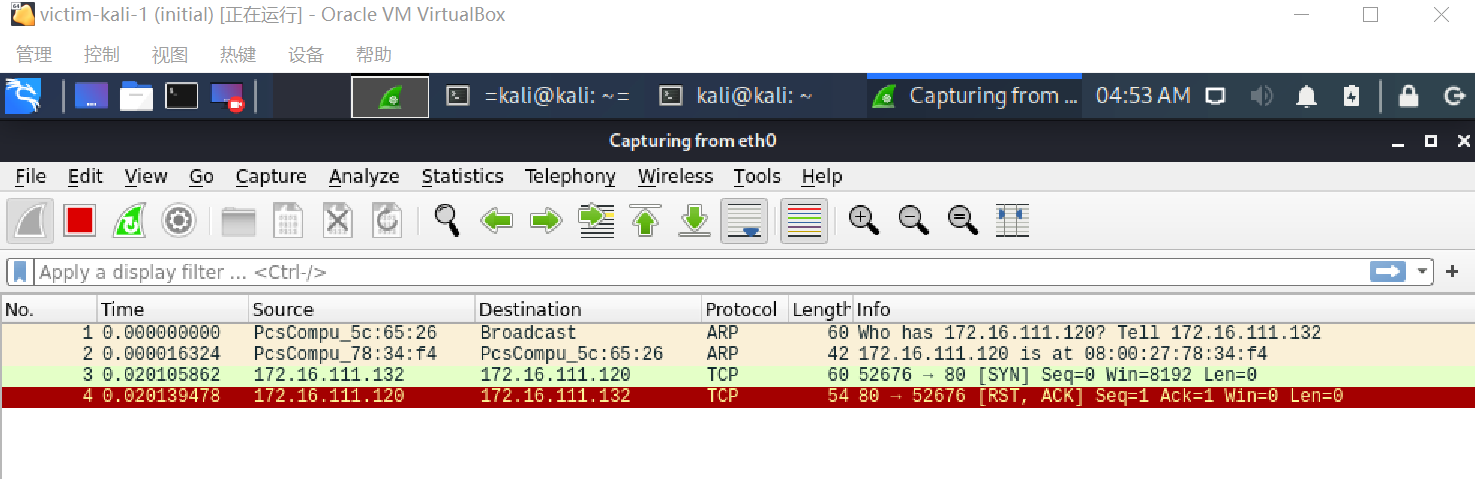 victim-kali-1 (initial) [正在运行] - Oracle VM VirtualBox
管理 控制 视图 热键 设备 帮助
=kali@kali: ~ = kali@kali: ~ Capturing from ... 04:53 AM
Capturing from eth0
File Edit View Go Capture Analyze Statistics Telephony Wireless Tools Help
Apply a display filter ... <Ctrl-/>
No. Time Source Destination Protocol Length Info
1 0.000000000 PcsCompu_5c:65:26 Broadcast ARP 60 Who has 172.16.111.120? Tell 172.16.111.132
2 0.000016324 PcsCompu_78:34:f4 PcsCompu_5c:65:26 ARP 42 172.16.111.120 is at 08:00:27:78:34:f4
3 0.020105862 172.16.111.132 172.16.111.120 TCP 60 52676 → 80 [SYN] Seq=0 Win=8192 Len=0
4 0.020139478 172.16.111.120 172.16.111.132 TCP 54 80 → 52676 [RST, ACK] Seq=1 Ack=1 Win=0 Len=0